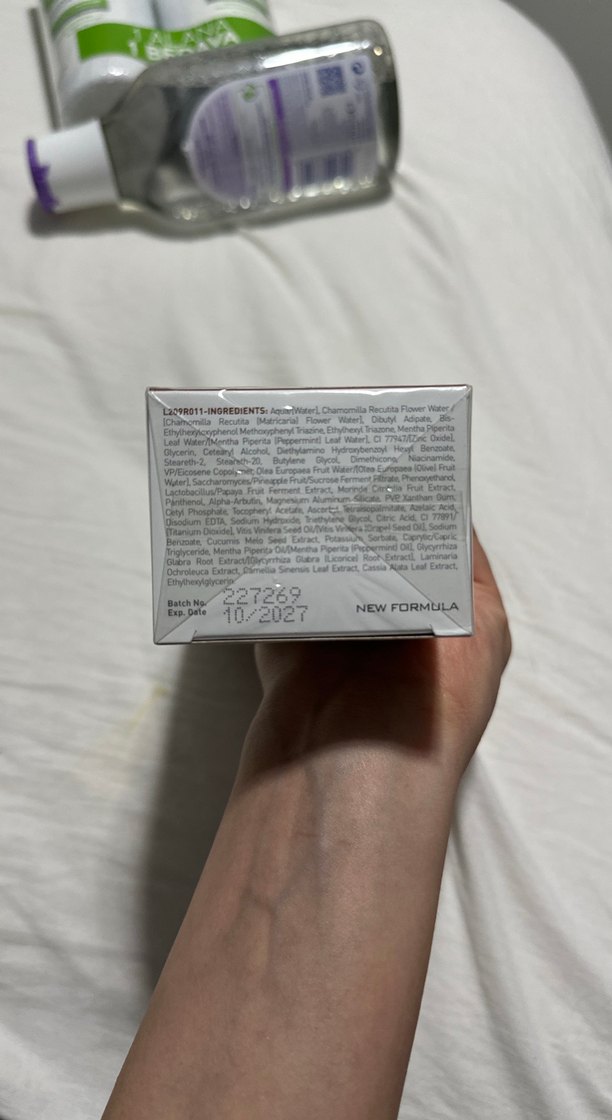 1 ALANA
L209R011-INGREDIENTS: Aqua[Water], Chamomilla Recutita Flower Water /
[Chamomilla Recutita [Matricaria] Flower Water], Dibutyl Adipate, Bis-
Ethylhexyloxyphenol Methoxyphenyl Triazine, Ethylhexyl Triazone, Mentha Piperita
Leaf Water/[Mentha Piperita [Peppermint] Leaf Water], CI 77947/[Zinc Oxide],
Glycerin, Cetearyl Alcohol, Diethylamino Hydroxybenzoyl Hexyl Benzoate,
Steareth-2, Steareth-20, Butylene Glycol, Dimethicone, Niacinamide,
VP/Eicosene Copolymer, Olea Europaea Fruit Water/[Olea Europaea (Olive) Fruit
Water], Saccharomyces/Pineapple Fruit/Sucrose Ferment Filtrate, Phenoxyethanol,
Lactobacillus/Papaya Fruit Ferment Extract, Morinda Citrifolia Fruit Extract,
Panthenol, Alpha-Arbutin, Magnesium Aluminum Silicate, PVP, Xanthan Gum,
Cetyl Phosphate, Tocopheryl Acetate, Ascorbyl Tetraisopalmitate, Azelaic Acid,
Disodium EDTA, Sodium Hydroxide, Triethylene Glycol, Citric Acid, CI 77891/
[Titanium Dioxide], Vitis Vinifera Seed Oil/[Vitis Vinifera [Grape] Seed Oil], Sodium
Benzoate, Cucumis Melo Seed Extract, Potassium Sorbate, Caprylic/Capric
Triglyceride, Mentha Piperita Oil/[Mentha Piperita [Peppermint] Oil], Glycyrrhiza
Glabra Root Extract/[Glycyrrhiza Glabra [Licorice] Root Extract], Laminaria
Ochroleuca Extract, Camellia Sinensis Leaf Extract, Cassia Alata Leaf Extract,
Ethylhexylglycerin
Batch No. 227269
Exp. Date 10/2027
NEW FORMULA